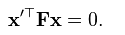 𝐱′⊤𝐅𝐱 = 0.